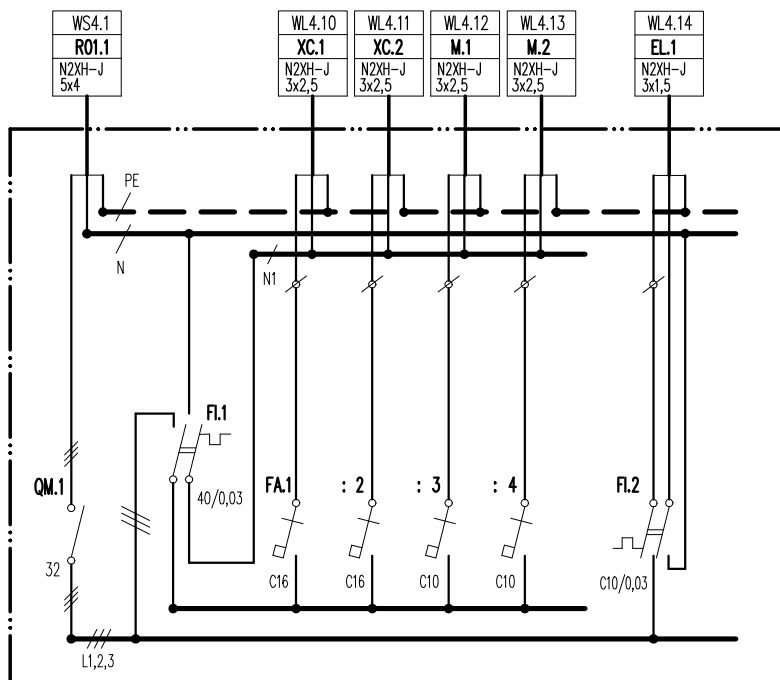 WS4.1
R01.1
N2XH-J
5x4
WL4.10
XC.1
N2XH-J
3x2,5
WL4.11
XC.2
N2XH-J
3x2,5
WL4.12
M.1
N2XH-J
3x2,5
WL4.13
M.2
N2XH-J
3x2,5
WL4.14
EL.1
N2XH-J
3x1,5
PE
N
N1
FI.1
40/0,03
QM.1
32
FA.1
: 2
: 3
: 4
FI.2
C16
C16
C10
C10
C10/0,03
L1,2,3